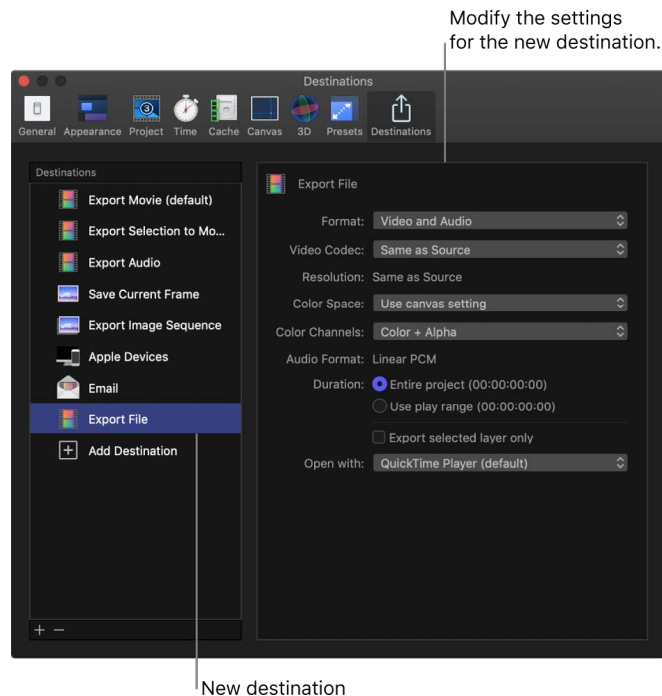 Modify the settings
for the new destination.
Destinations
General Appearance Project Time Cache Canvas 3D Presets Destinations
Destinations
Export Movie (default)
Export Selection to Mo...
Export Audio
Save Current Frame
Export Image Sequence
Apple Devices
Email
Export File
Add Destination
Export File
Format: Video and Audio
Video Codec: Same as Source
Resolution: Same as Source
Color Space: Use canvas setting
Color Channels: Color + Alpha
Audio Format: Linear PCM
Duration: Entire project (00:00:00:00)
Use play range (00:00:00:00)
Export selected layer only
Open with: QuickTime Player (default)
New destination